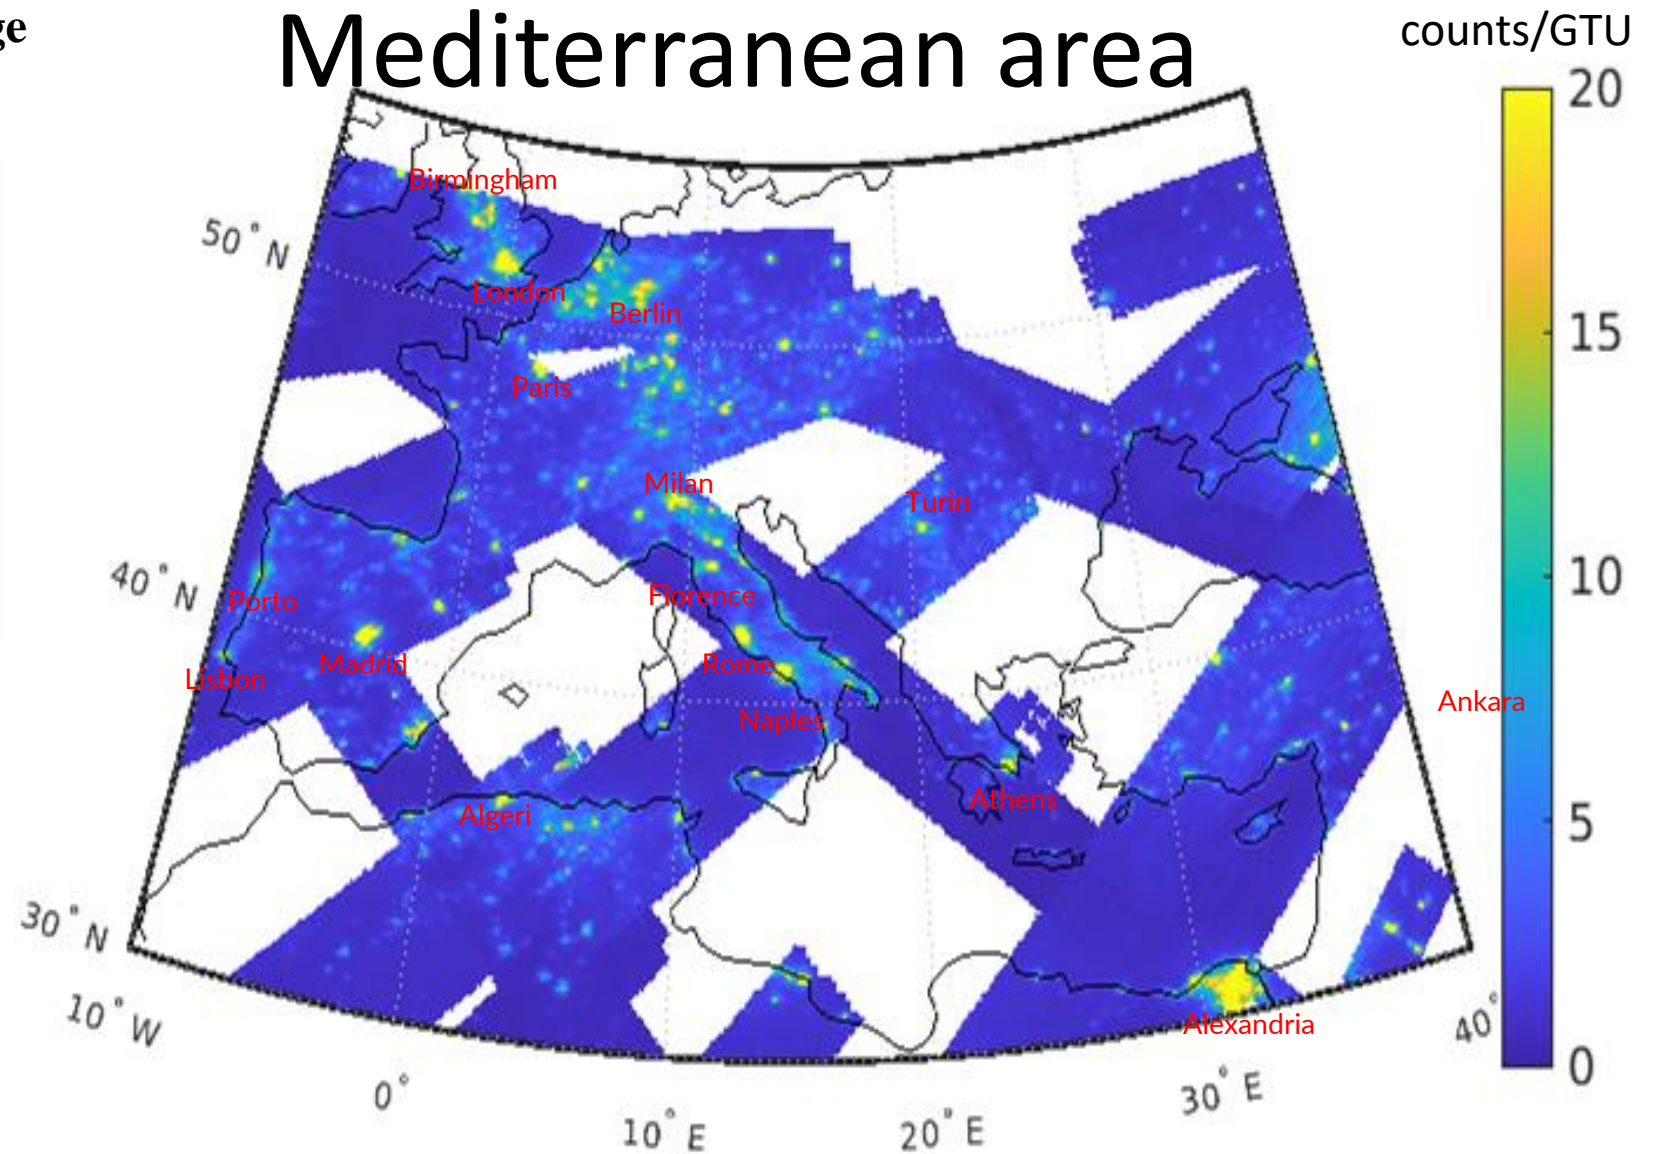 ge
Mediterranean area
counts/GTU
20
15
10
5
0
50°N
40°N
30°N
10°W
0°
10°E
20°E
30°E
40°
Birmingham
London
Berlin
Paris
Milan
Turin
Porto
Florence
Madrid
Lisbon
Rome
Naples
Ankara
Algeri
Athens
Alexandria